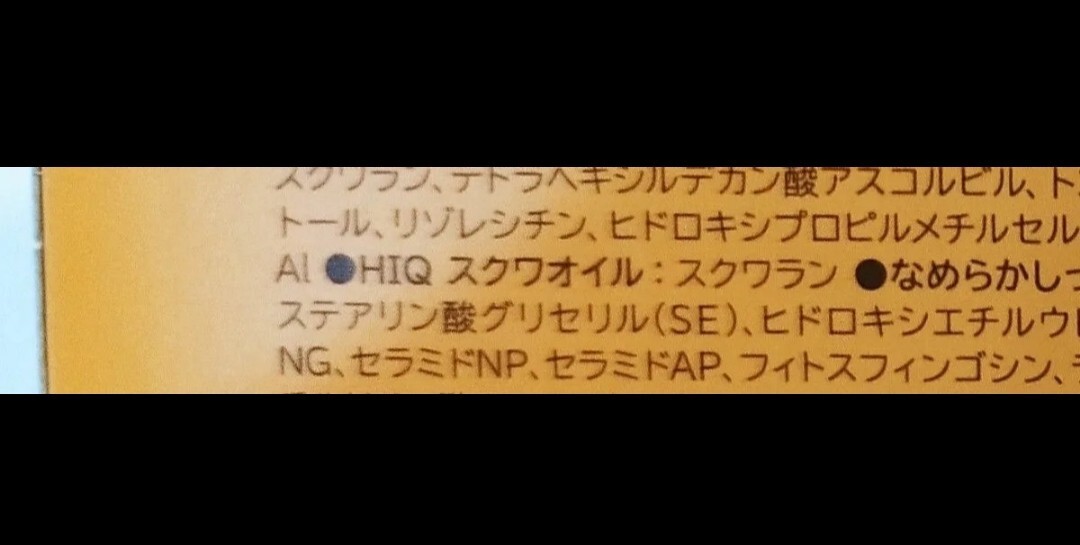 スクワラン、テトラヘキシルデカン酸アスコルビル、ト
トール、リゾレシチン、ヒドロキシプロピルメチルセル
Al ●HIQ スクワオイル：スクワラン ●なめらかしっ
ステアリン酸グリセリル(SE)、ヒドロキシエチルウレ
NG、セラミドNP、セラミドAP、フィトスフィンゴシン、